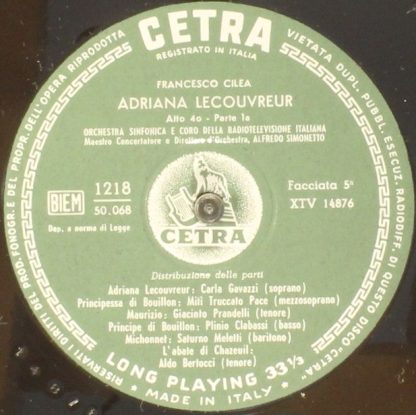 CETRA
REGISTRATO IN ITALIA
FRANCESCO CILEA
ADRIANA LECOUVREUR
Atto 4o - Parte 1a
ORCHESTRA SINFONICA E CORO DELLA RADIOTELEVISIONE ITALIANA
Maestro Concertatore e Direttore d'Orchestra, ALFREDO SIMONETTO
BIEM
1218
50.068
Dep. a norma di Legge
Facciata 5ª
XTV 14876
CETRA
Distribuzione delle parti
Adriana Lecouvreur: Carla Gavazzi (soprano)
Principessa di Bouillon: Miti Truccato Pace (mezzosoprano)
Maurizio: Giacinto Prandelli (tenore)
Principe di Bouillon: Plinio Clabassi (basso)
Michonnet: Saturno Meletti (baritono)
L'abate di Chazeuil:
Aldo Bertocci (tenore)
LONG PLAYING 33⅓
MADE IN ITALY
RISERVATI I DIRITTI DEL PROD. FONOGR. E DEL PROPR. DELL'OPERA RIPRODOTTA
VIETATA DUPL. PUBBL. ESECUT. RADIODIFF. DI QUESTO DISCO "CETRA"